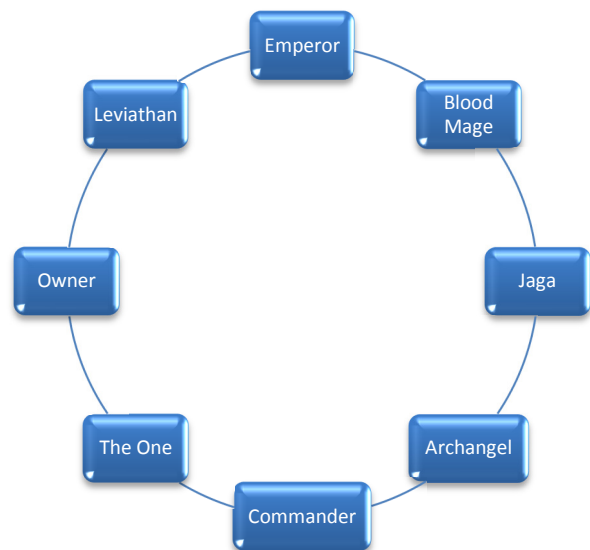 Emperor
Blood
Mage
Jaga
Archangel
Commander
The One
Owner
Leviathan